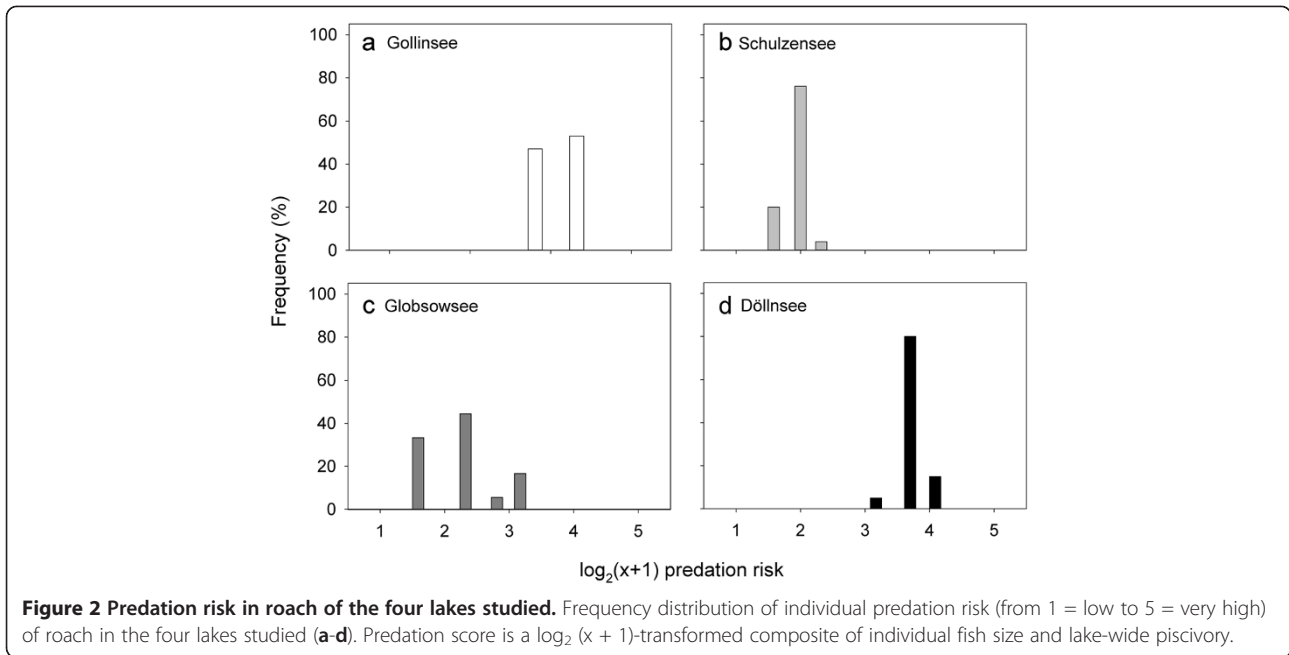 a Gollinsee
b Schulzensee
100
80
60
40
20
0
c Globsowsee
d Döllnsee
100
80
60
40
20
0
Frequency (%)
1 2 3 4 5
1 2 3 4 5
log₂(x+1) predation risk
Figure 2 Predation risk in roach of the four lakes studied. Frequency distribution of individual predation risk (from 1 = low to 5 = very high)
of roach in the four lakes studied (a-d). Predation score is a log₂ (x + 1)-transformed composite of individual fish size and lake-wide piscivory.